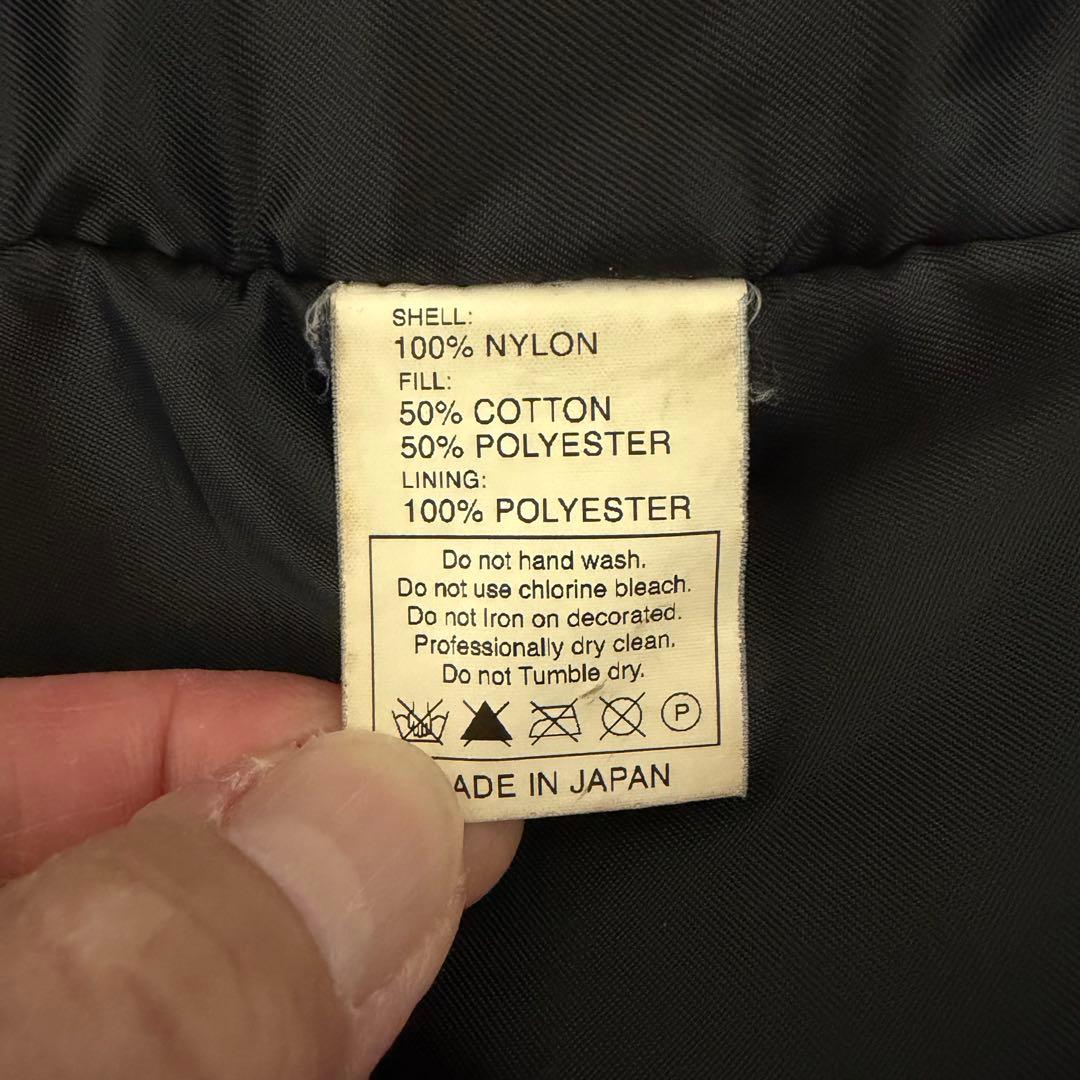 SHELL:
100% NYLON
FILL:
50% COTTON
50% POLYESTER
LINING:
100% POLYESTER
Do not hand wash.
Do not use chlorine bleach.
Do not Iron on decorated.
Professionally dry clean.
Do not Tumble dry.
P
ADE IN JAPAN